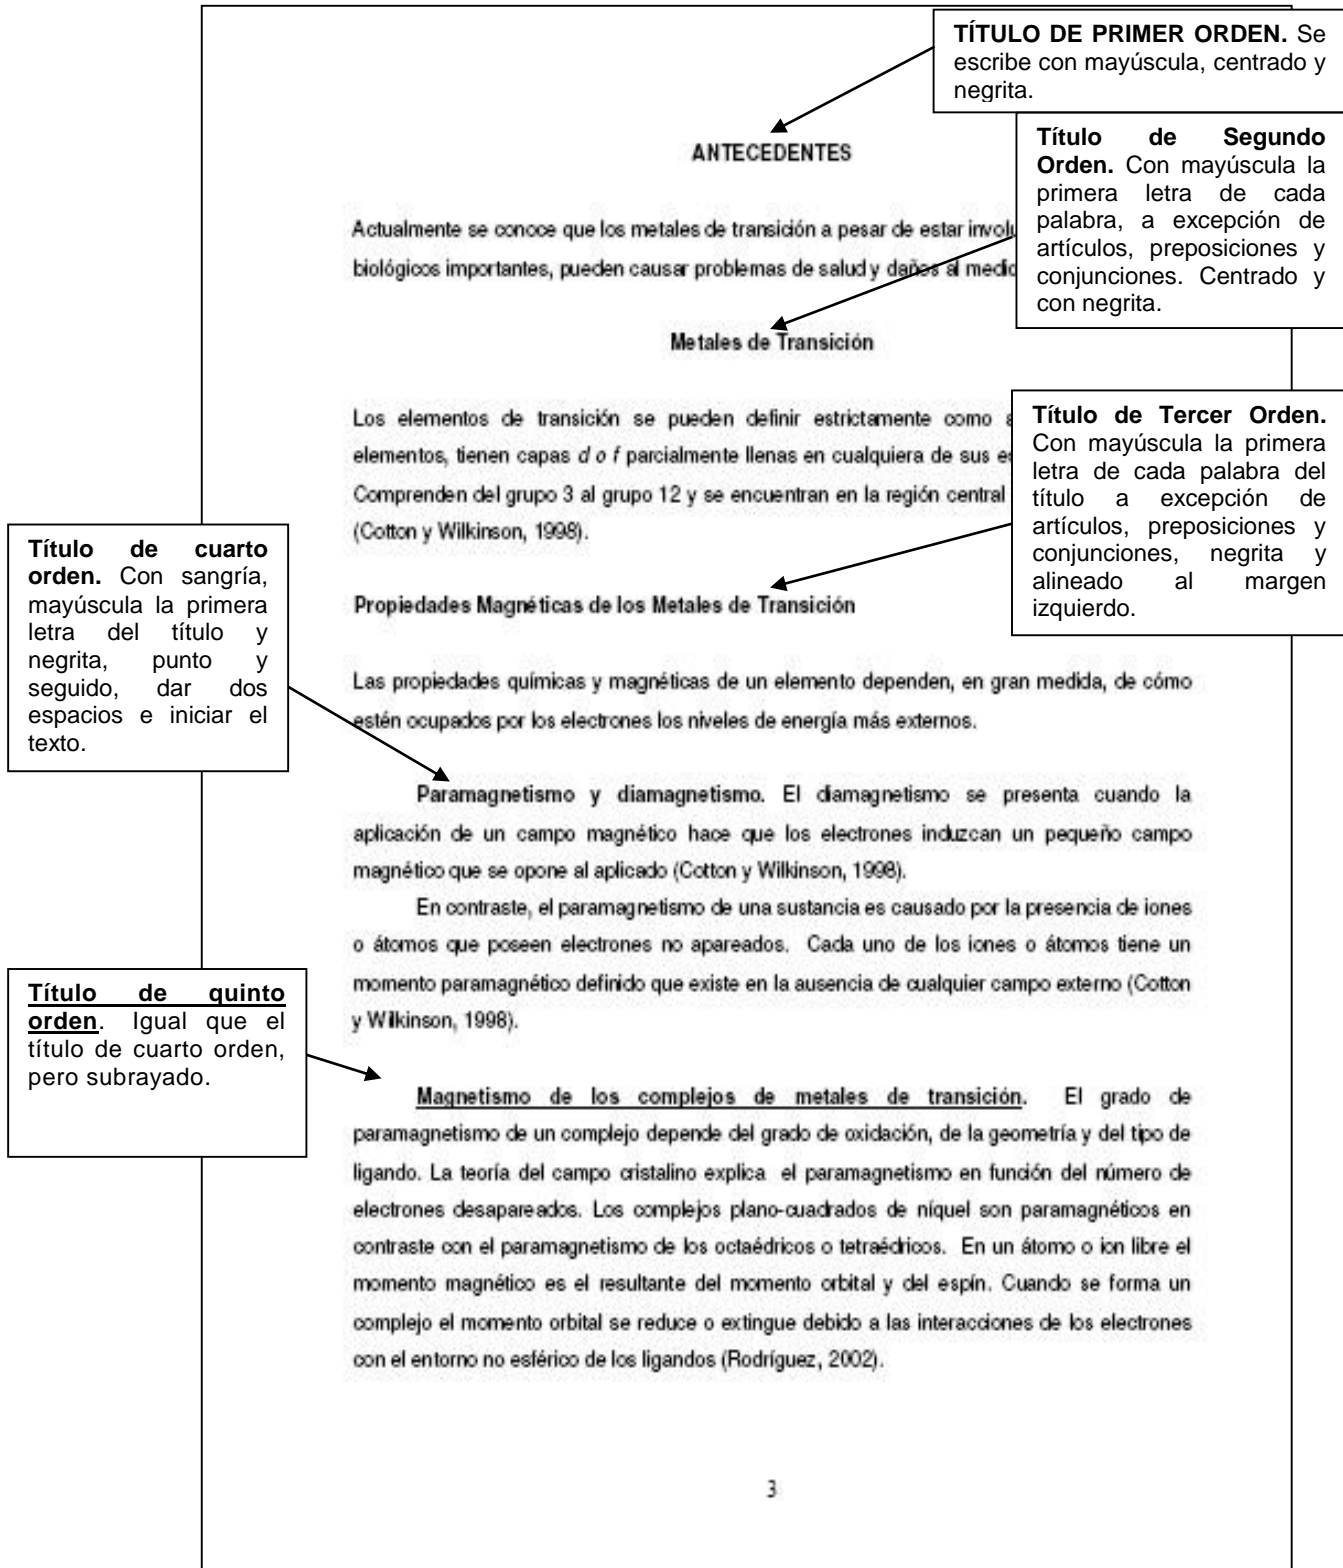 TÍTULO DE PRIMER ORDEN. Se
escribe con mayúscula, centrado y
negrita.
Título de Segundo
Orden. Con mayúscula la
primera letra de cada
palabra, a excepción de
artículos, preposiciones y
conjunciones. Centrado y
con negrita.
ANTECEDENTES
Actualmente se conoce que los metales de transición a pesar de estar
biológicos importantes, pueden causar problemas de salud y daños al
Metales de Transición
Título de Tercer Orden.
Con mayúscula la primera
letra de cada palabra del
título a excepción de
artículos, preposiciones y
conjunciones, negrita y
alineado al margen
izquierdo.
Los elementos de transición se pueden definir estrictamente como
elementos, tienen capas d o f parcialmente llenas en cualquiera de sus
Comprenden del grupo 3 al grupo 12 y se encuentran en la región central
(Cotton y Wilkinson, 1998).
Título de cuarto
orden. Con sangría,
mayúscula la primera
letra del título y
negrita, punto y
seguido, dar dos
espacios e iniciar el
texto.
Propiedades Magnéticas de los Metales de Transición
Las propiedades químicas y magnéticas de un elemento dependen, en gran medida, de cómo
estén ocupados por los electrones los niveles de energía más externos.
Paramagnetismo y diamagnetismo. El diamagnetismo se presenta cuando la
aplicación de un campo magnético hace que los electrones induzcan un pequeño campo
magnético que se opone al aplicado (Cotton y Wilkinson, 1998).
En contraste, el paramagnetismo de una sustancia es causado por la presencia de iones
o átomos que poseen electrones no apareados. Cada uno de los iones o átomos tiene un
momento paramagnético definido que existe en la ausencia de cualquier campo externo (Cotton
y Wilkinson, 1998).
Título de quinto
orden. Igual que el
título de cuarto orden,
pero subrayado.
Magnetismo de los complejos de metales de transición. El grado de
paramagnetismo de un complejo depende del grado de oxidación, de la geometría y del tipo de
ligando. La teoría del campo cristalino explica el paramagnetismo en función del número de
electrones desapareados. Los complejos plano-cuadrados de níquel son paramagnéticos en
contraste con el paramagnetismo de los octaédricos o tetraédricos. En un átomo o ion libre el
momento magnético es el resultante del momento orbital y del espín. Cuando se forma un
complejo el momento orbital se reduce o extingue debido a las interacciones de los electrones
con el entorno no esférico de los ligandos (Rodríguez, 2002).
3